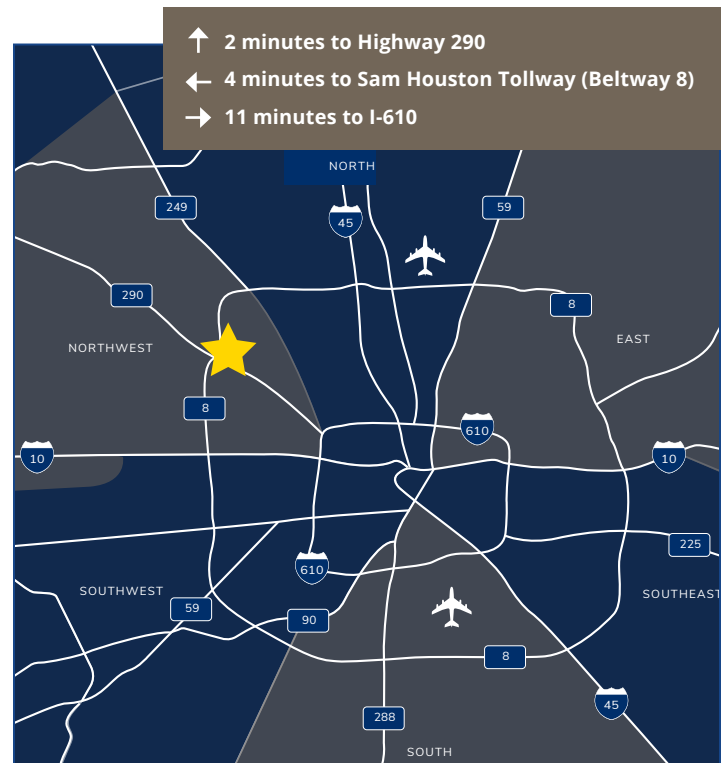 2 minutes to Highway 290
4 minutes to Sam Houston Tollway (Beltway 8)
11 minutes to I-610
NORTH
249
45
59
290
8
NORTHWEST
EAST
8
610
10
10
225
610
SOUTHWEST
SOUTHEAST
59
90
8
45
288
SOUTH